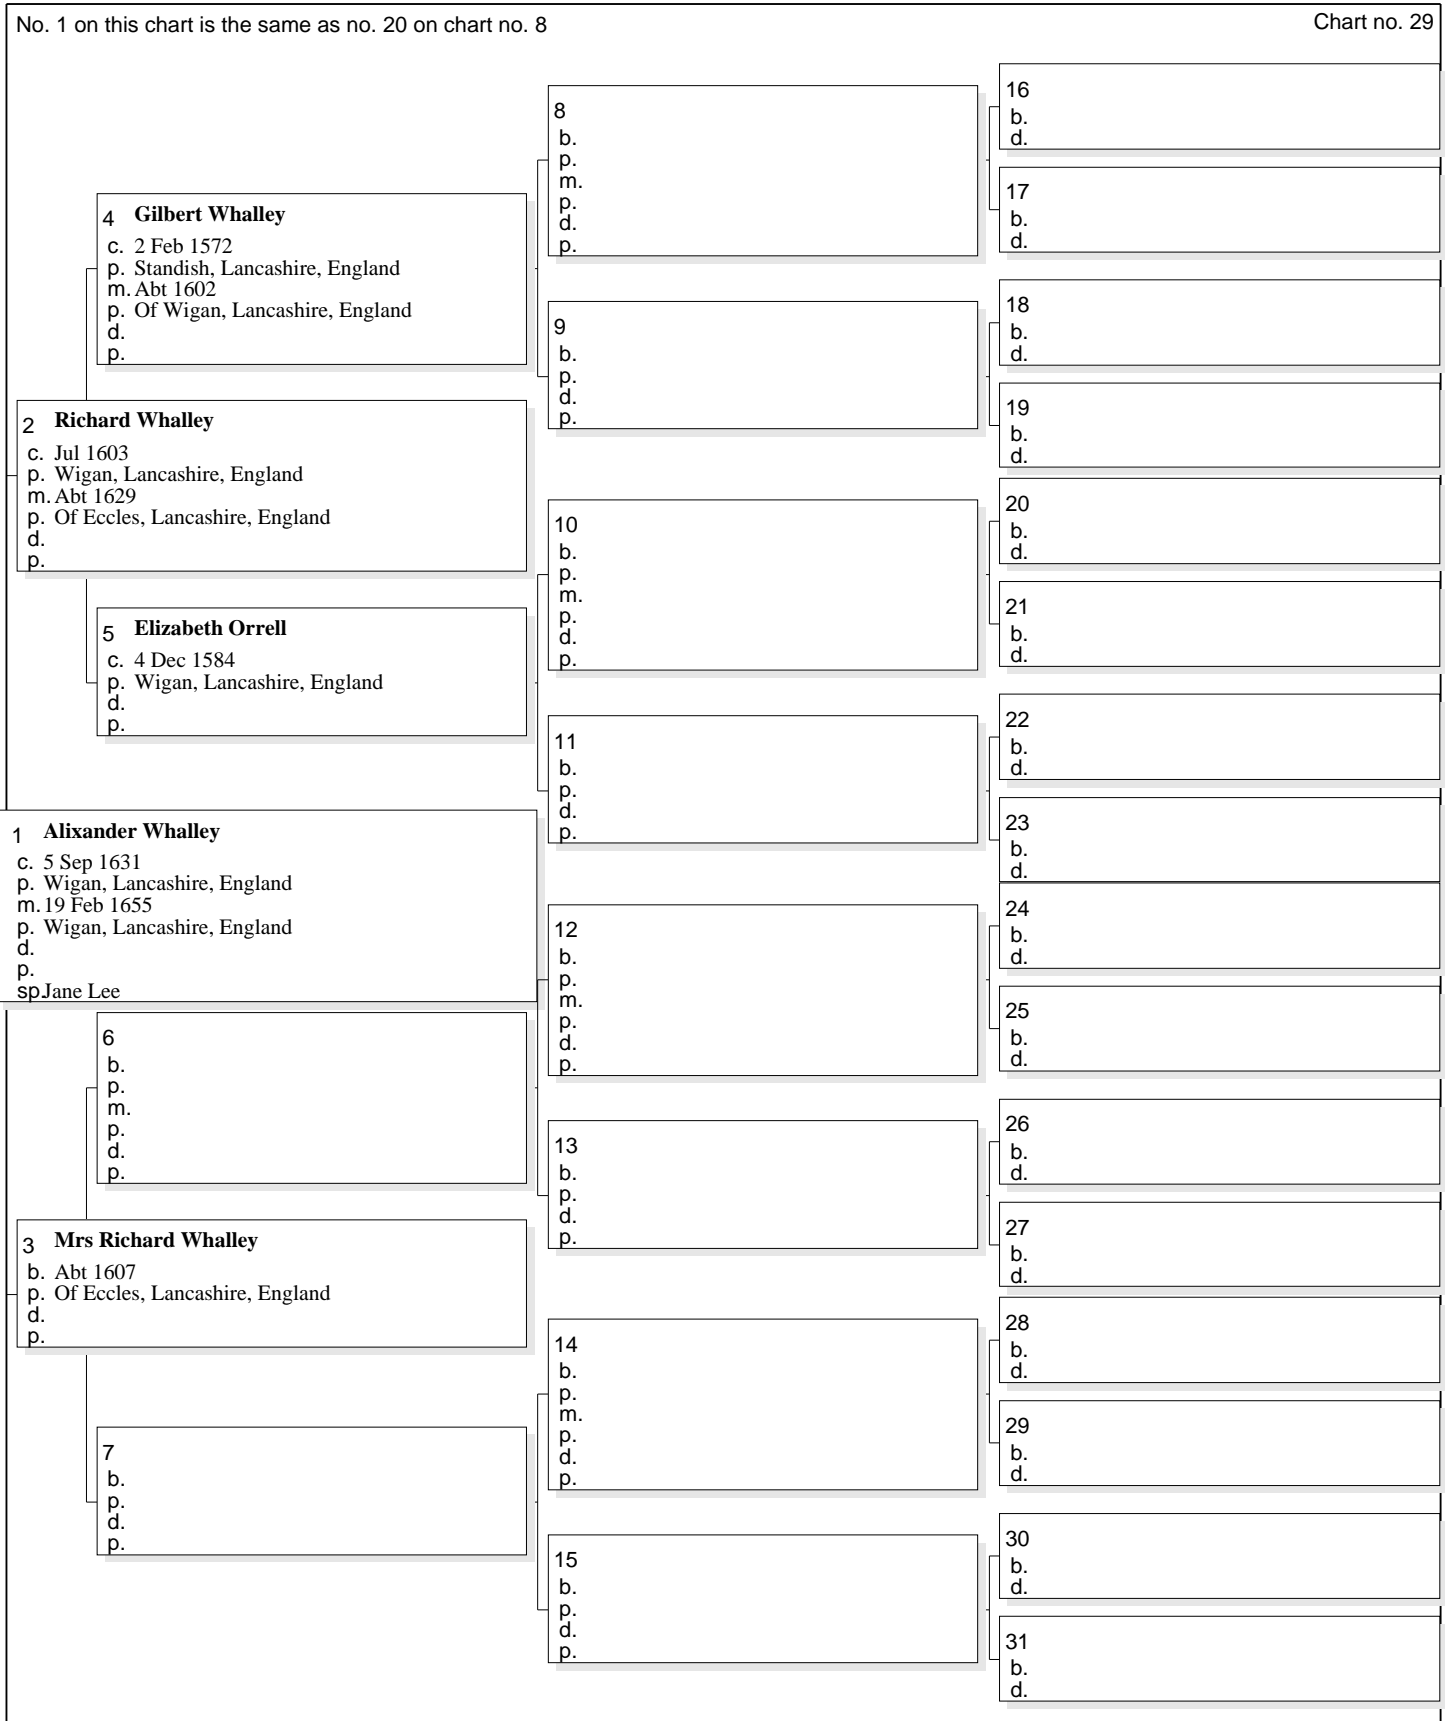 No. 1 on this chart is the same as no. 20 on chart no. 8
Chart no. 29
4 Gilbert Whalley
c. 2 Feb 1572
p. Standish, Lancashire, England
m. Abt 1602
p. Of Wigan, Lancashire, England
d.
p.
2 Richard Whalley
c. Jul 1603
p. Wigan, Lancashire, England
m. Abt 1629
p. Of Eccles, Lancashire, England
d.
p.
5 Elizabeth Orrell
c. 4 Dec 1584
p. Wigan, Lancashire, England
d.
p.
1 Alixander Whalley
c. 5 Sep 1631
p. Wigan, Lancashire, England
m. 19 Feb 1655
p. Wigan, Lancashire, England
d.
p.
sp. Jane Lee
6
b.
p.
m.
p.
d.
p.
3 Mrs Richard Whalley
b. Abt 1607
p. Of Eccles, Lancashire, England
d.
p.
7
b.
p.
d.
p.
8
b.
p.
m.
p.
d.
p.
9
b.
p.
d.
p.
10
b.
p.
m.
p.
d.
p.
11
b.
p.
d.
p.
12
b.
p.
m.
p.
d.
p.
13
b.
p.
d.
p.
14
b.
p.
m.
p.
d.
p.
15
b.
p.
d.
p.
16
b.
d.
17
b.
d.
18
b.
d.
19
b.
d.
20
b.
d.
21
b.
d.
22
b.
d.
23
b.
d.
24
b.
d.
25
b.
d.
26
b.
d.
27
b.
d.
28
b.
d.
29
b.
d.
30
b.
d.
31
b.
d.